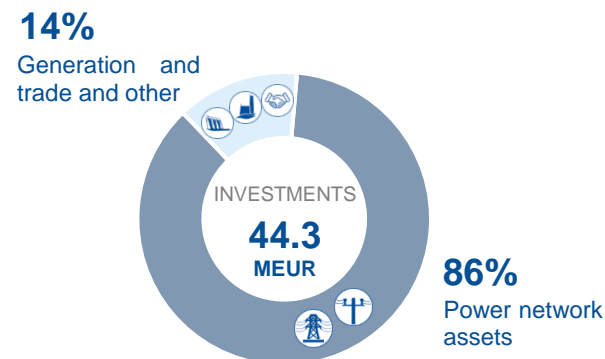 14%
Generation and
trade and other
INVESTMENTS
44.3
MEUR
86%
Power network
assets